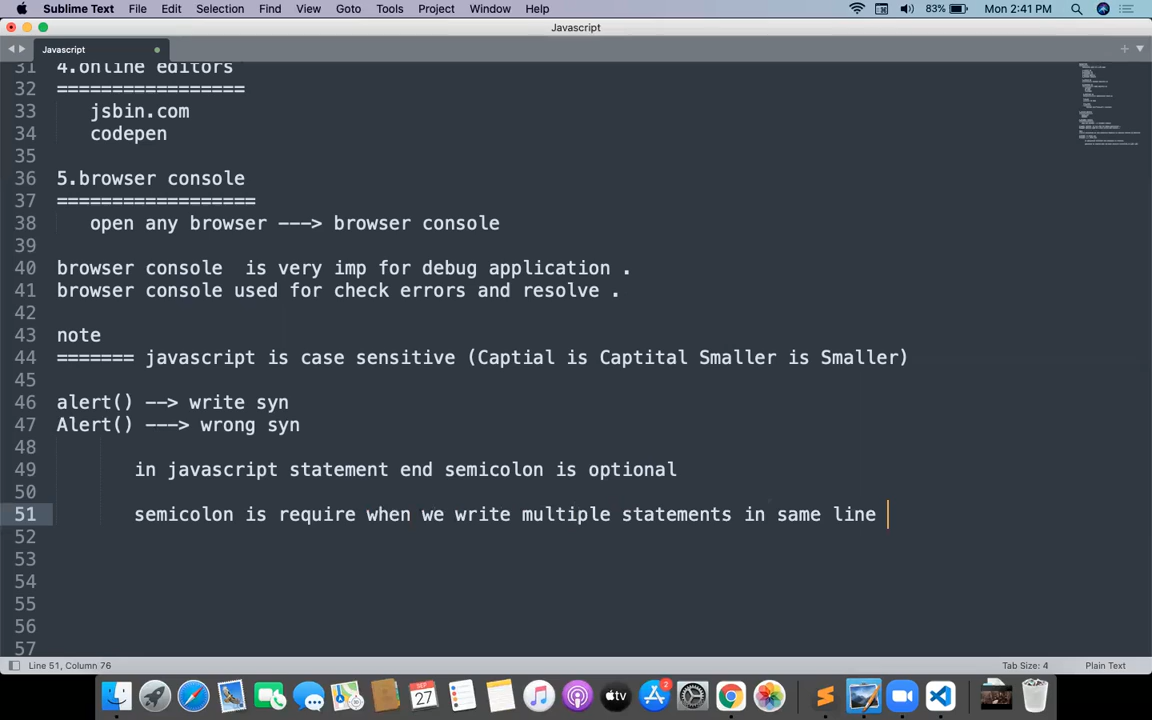 Sublime Text File Edit Selection Find View Goto Tools Project Window Help 83% Mon 2:41 PM
Javascript
Javascript
31 4.online editors
32 =================
33 jsbin.com
34 codepen
35
36 5.browser console
37 ==================
38 open any browser ---> browser console
39
40 browser console  is very imp for debug application .
41 browser console used for check errors and resolve .
42
43 note
44 ======= javascript is case sensitive (Captial is Captital Smaller is Smaller)
45
46 alert() --> write syn
47 Alert() ---> wrong syn
48
49 in javascript statement end semicolon is optional
50
51 semicolon is require when we write multiple statements in same line
52
53
54
55
56
57
Line 51, Column 76 Tab Size: 4 Plain Text
SEP
27
tv
2